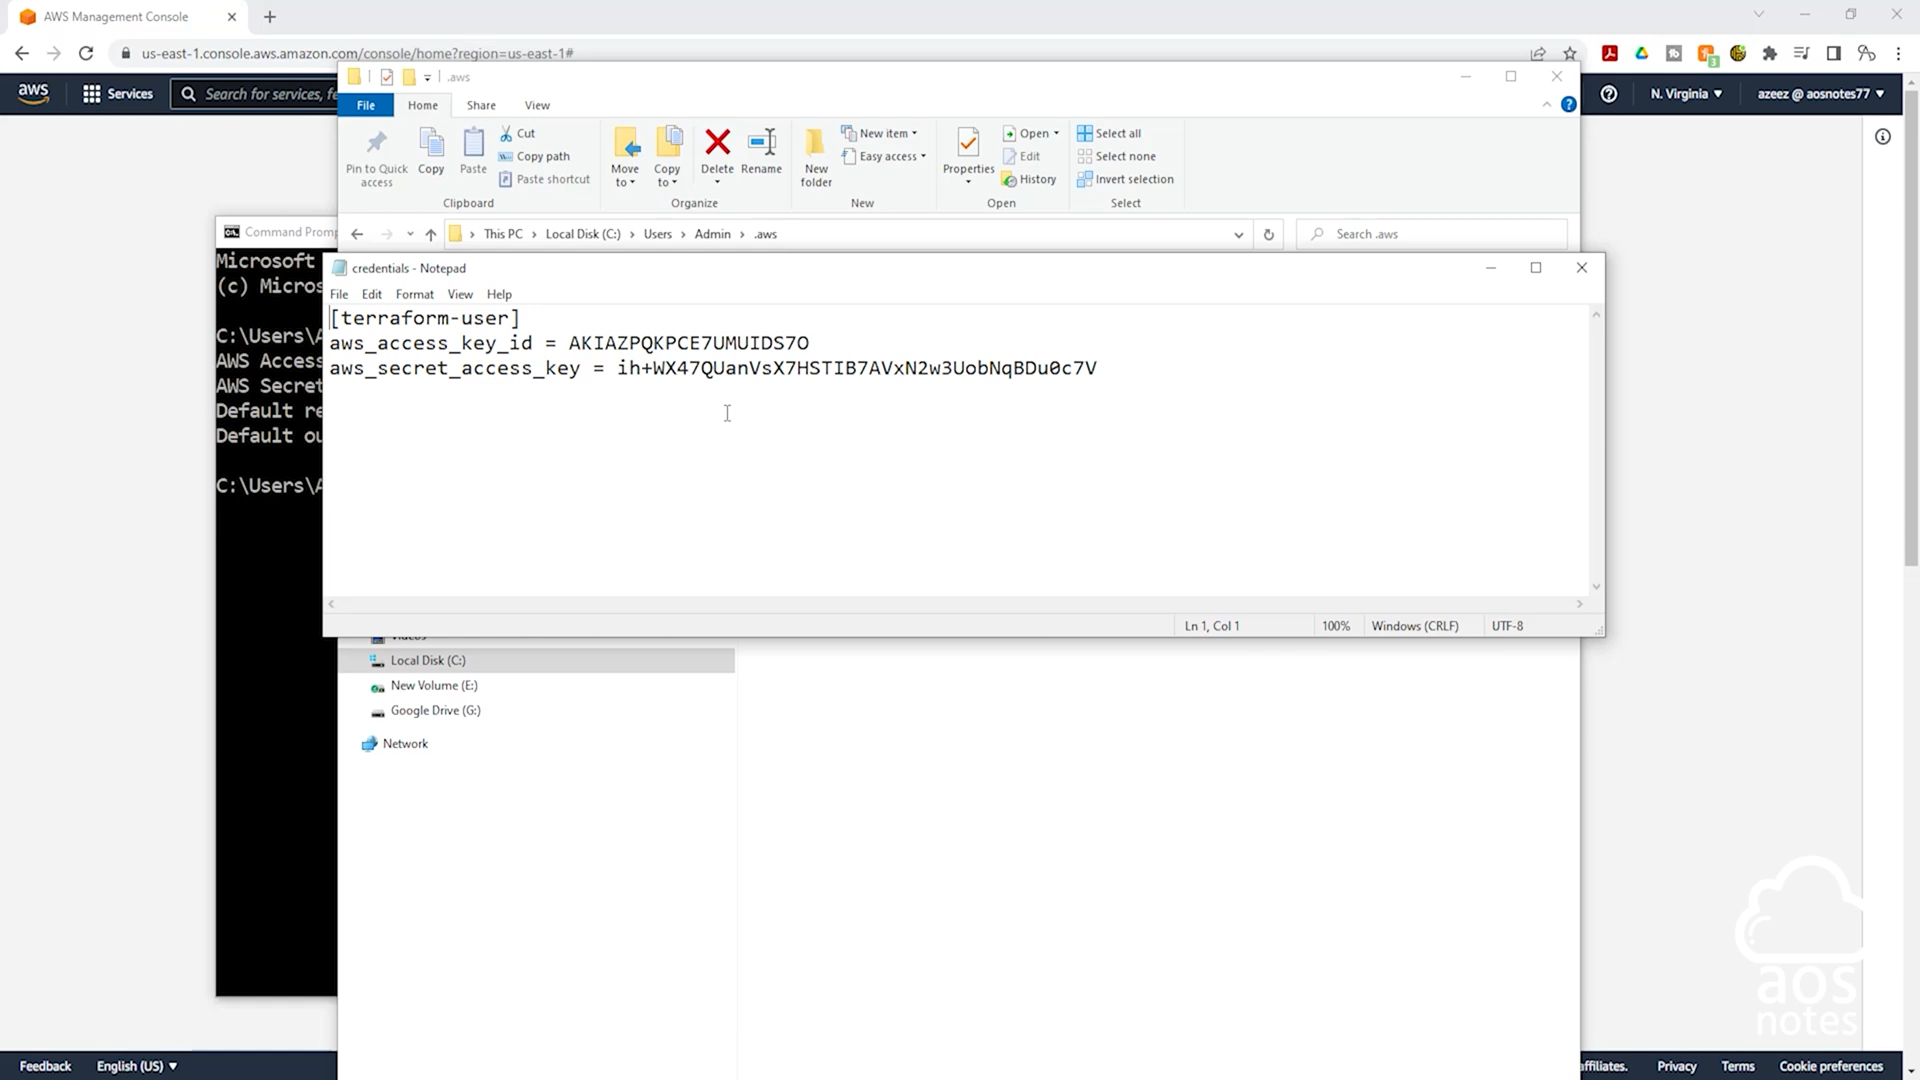 AWS Management Console
us-east-1.console.aws.amazon.com/console/home?region=us-east-1#
aws
Services
Search for services, fe
N. Virginia
azeez @ aosnotes77
.aws
File
Home
Share
View
Pin to Quick access
Copy
Paste
Cut
Copy path
Paste shortcut
Clipboard
Move to
Copy to
Delete
Rename
Organize
New folder
New item
Easy access
New
Properties
Open
Edit
History
Open
Select all
Select none
Invert selection
Select
This PC
Local Disk (C:)
Users
Admin
.aws
Search .aws
Command Promp
Microsoft
(c) Micros
C:\Users\A
AWS Access
AWS Secret
Default re
Default ou
C:\Users\A
credentials - Notepad
File
Edit
Format
View
Help
[terraform-user]
aws_access_key_id = AKIAZPQKPCE7UMUIDS7O
aws_secret_access_key = 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
Ln 1, Col 1
100%
Windows (CRLF)
UTF-8
Local Disk (C:)
New Volume (E:)
Google Drive (G:)
Network
aos
notes
Feedback
English (US)
affiliates.
Privacy
Terms
Cookie preferences